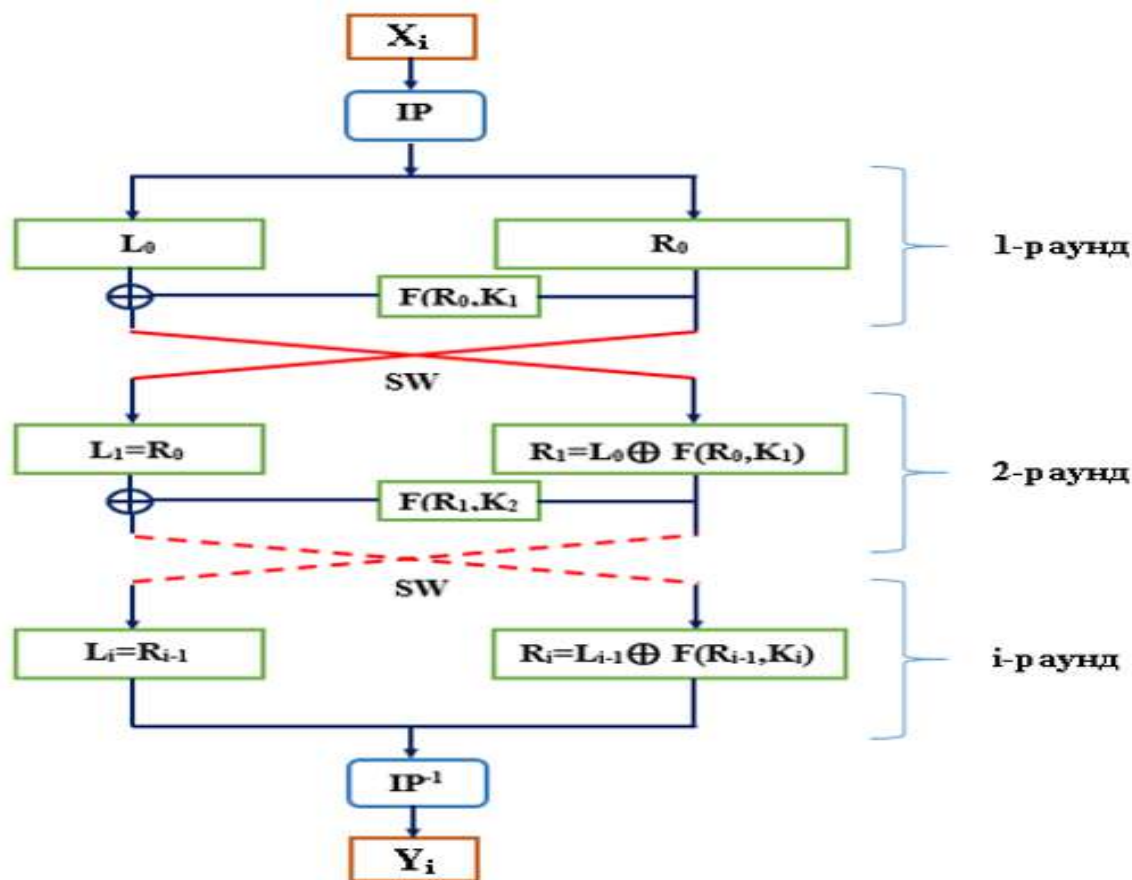 Xᵢ
IP
L₀
R₀
1-раунд
F(R₀,K₁
SW
L₁=R₀
R₁=L₀⊕ F(R₀,K₁)
2-раунд
F(R₁,K₂
SW
Lᵢ=Rᵢ₋₁
Rᵢ=Lᵢ₋₁⊕ F(Rᵢ₋₁,Kᵢ)
i-раунд
IP⁻¹
Yᵢ